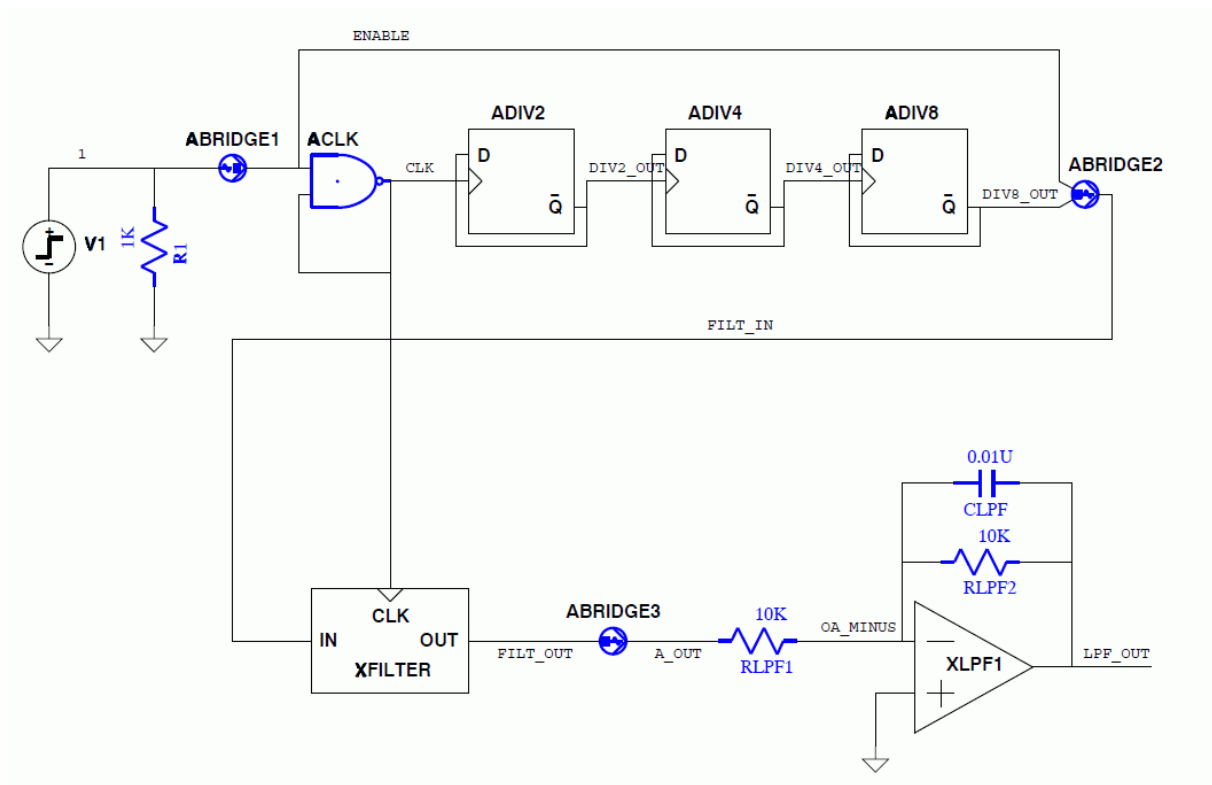 ENABLE
ADIV2
ADIV4
ADIV8
ABRIDGE1
ACLK
ABRIDGE2
1
CLK
D
DIV2_OUT
D
DIV4_OUT
D
DIV8_OUT
Q̅
Q̅
Q̅
+
V1
-
1K
R1
FILT_IN
0.01U
CLPF
10K
RLPF2
CLK
IN
OUT
XFILTER
FILT_OUT
ABRIDGE3
A_OUT
10K
RLPF1
OA_MINUS
XLPF1
LPF_OUT